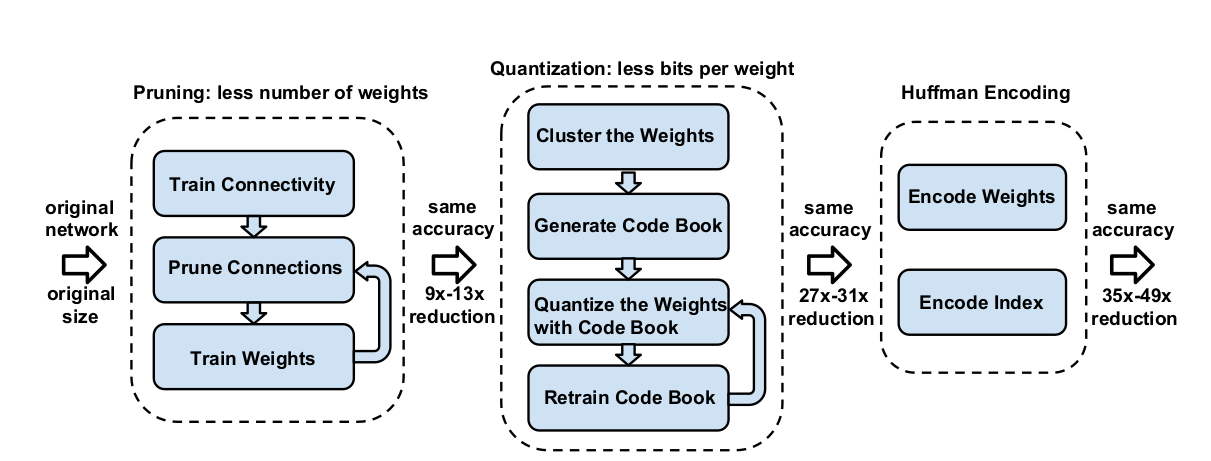 original
network
original
size
Pruning: less number of weights
Train Connectivity
Prune Connections
Train Weights
same
accuracy
9x-13x
reduction
Quantization: less bits per weight
Cluster the Weights
Generate Code Book
Quantize the Weights
with Code Book
Retrain Code Book
same
accuracy
27x-31x
reduction
Huffman Encoding
Encode Weights
Encode Index
same
accuracy
35x-49x
reduction